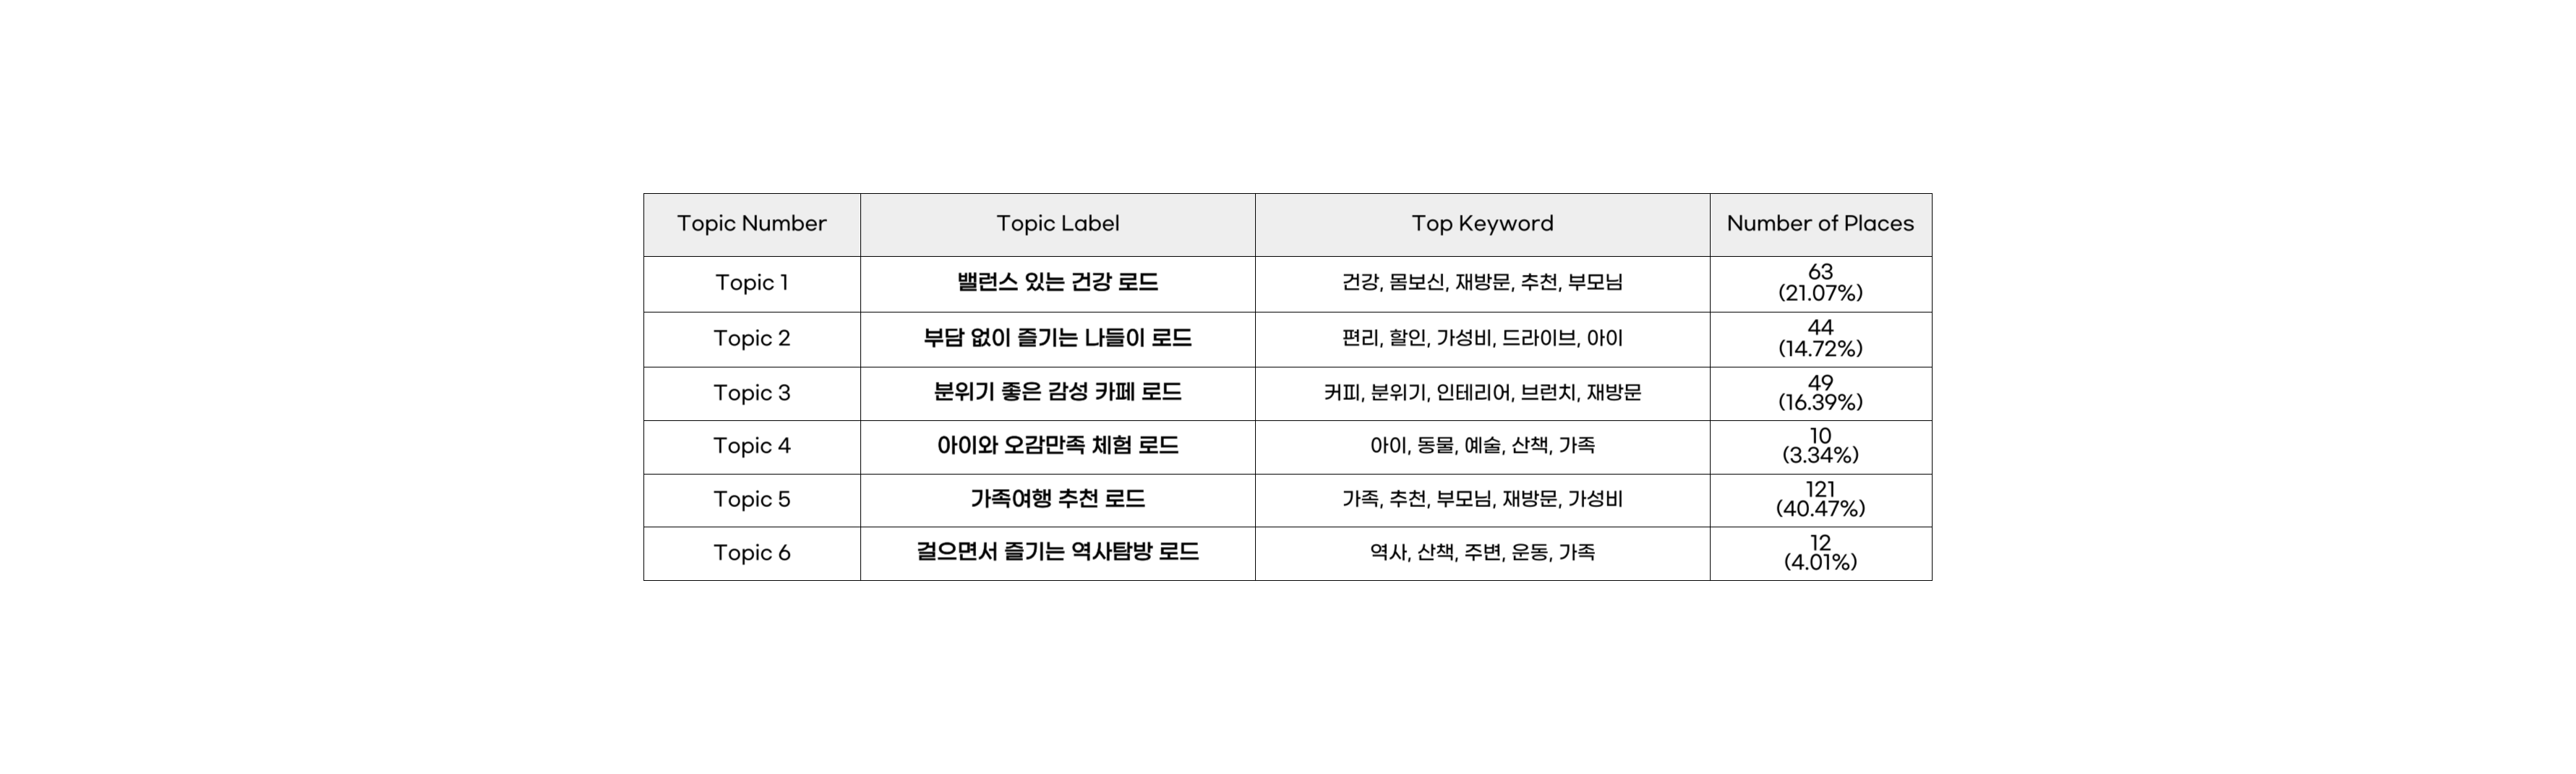 Topic Number Topic Label Top Keyword Number of Places
Topic 1 밸런스 있는 건강 로드 건강, 몸보신, 재방문, 추천, 부모님 63
(21.07%)
Topic 2 부담 없이 즐기는 나들이 로드 편리, 할인, 가성비, 드라이브, 아이 44
(14.72%)
Topic 3 분위기 좋은 감성 카페 로드 커피, 분위기, 인테리어, 브런치, 재방문 49
(16.39%)
Topic 4 아이와 오감만족 체험 로드 아이, 동물, 예술, 산책, 가족 10
(3.34%)
Topic 5 가족여행 추천 로드 가족, 추천, 부모님, 재방문, 가성비 121
(40.47%)
Topic 6 걸으면서 즐기는 역사탐방 로드 역사, 산책, 주변, 운동, 가족 12
(4.01%)